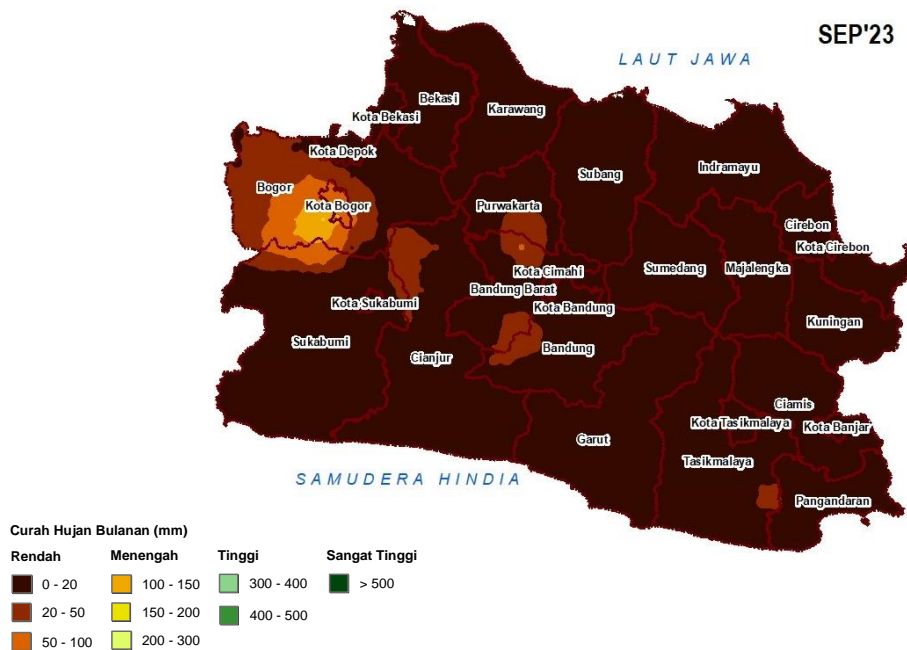 SEP'23
LAUT JAWA
Bekasi
Karawang
Kota Bekasi
Kota Depok
Subang
Indramayu
Bogor
Kota Bogor
Purwakarta
Cirebon
Kota Cirebon
Kota Cimahi
Sumedang
Majalengka
Bandung Barat
Kota Sukabumi
Kota Bandung
Kuningan
Sukabumi
Cianjur
Bandung
Ciamis
Kota Tasikmalaya
Kota Banjar
Garut
Tasikmalaya
SAMUDERA HINDIA
Pangandaran
Curah Hujan Bulanan (mm)
Rendah Menengah Tinggi Sangat Tinggi
0 - 20 100 - 150 300 - 400 > 500
20 - 50 150 - 200 400 - 500
50 - 100 200 - 300